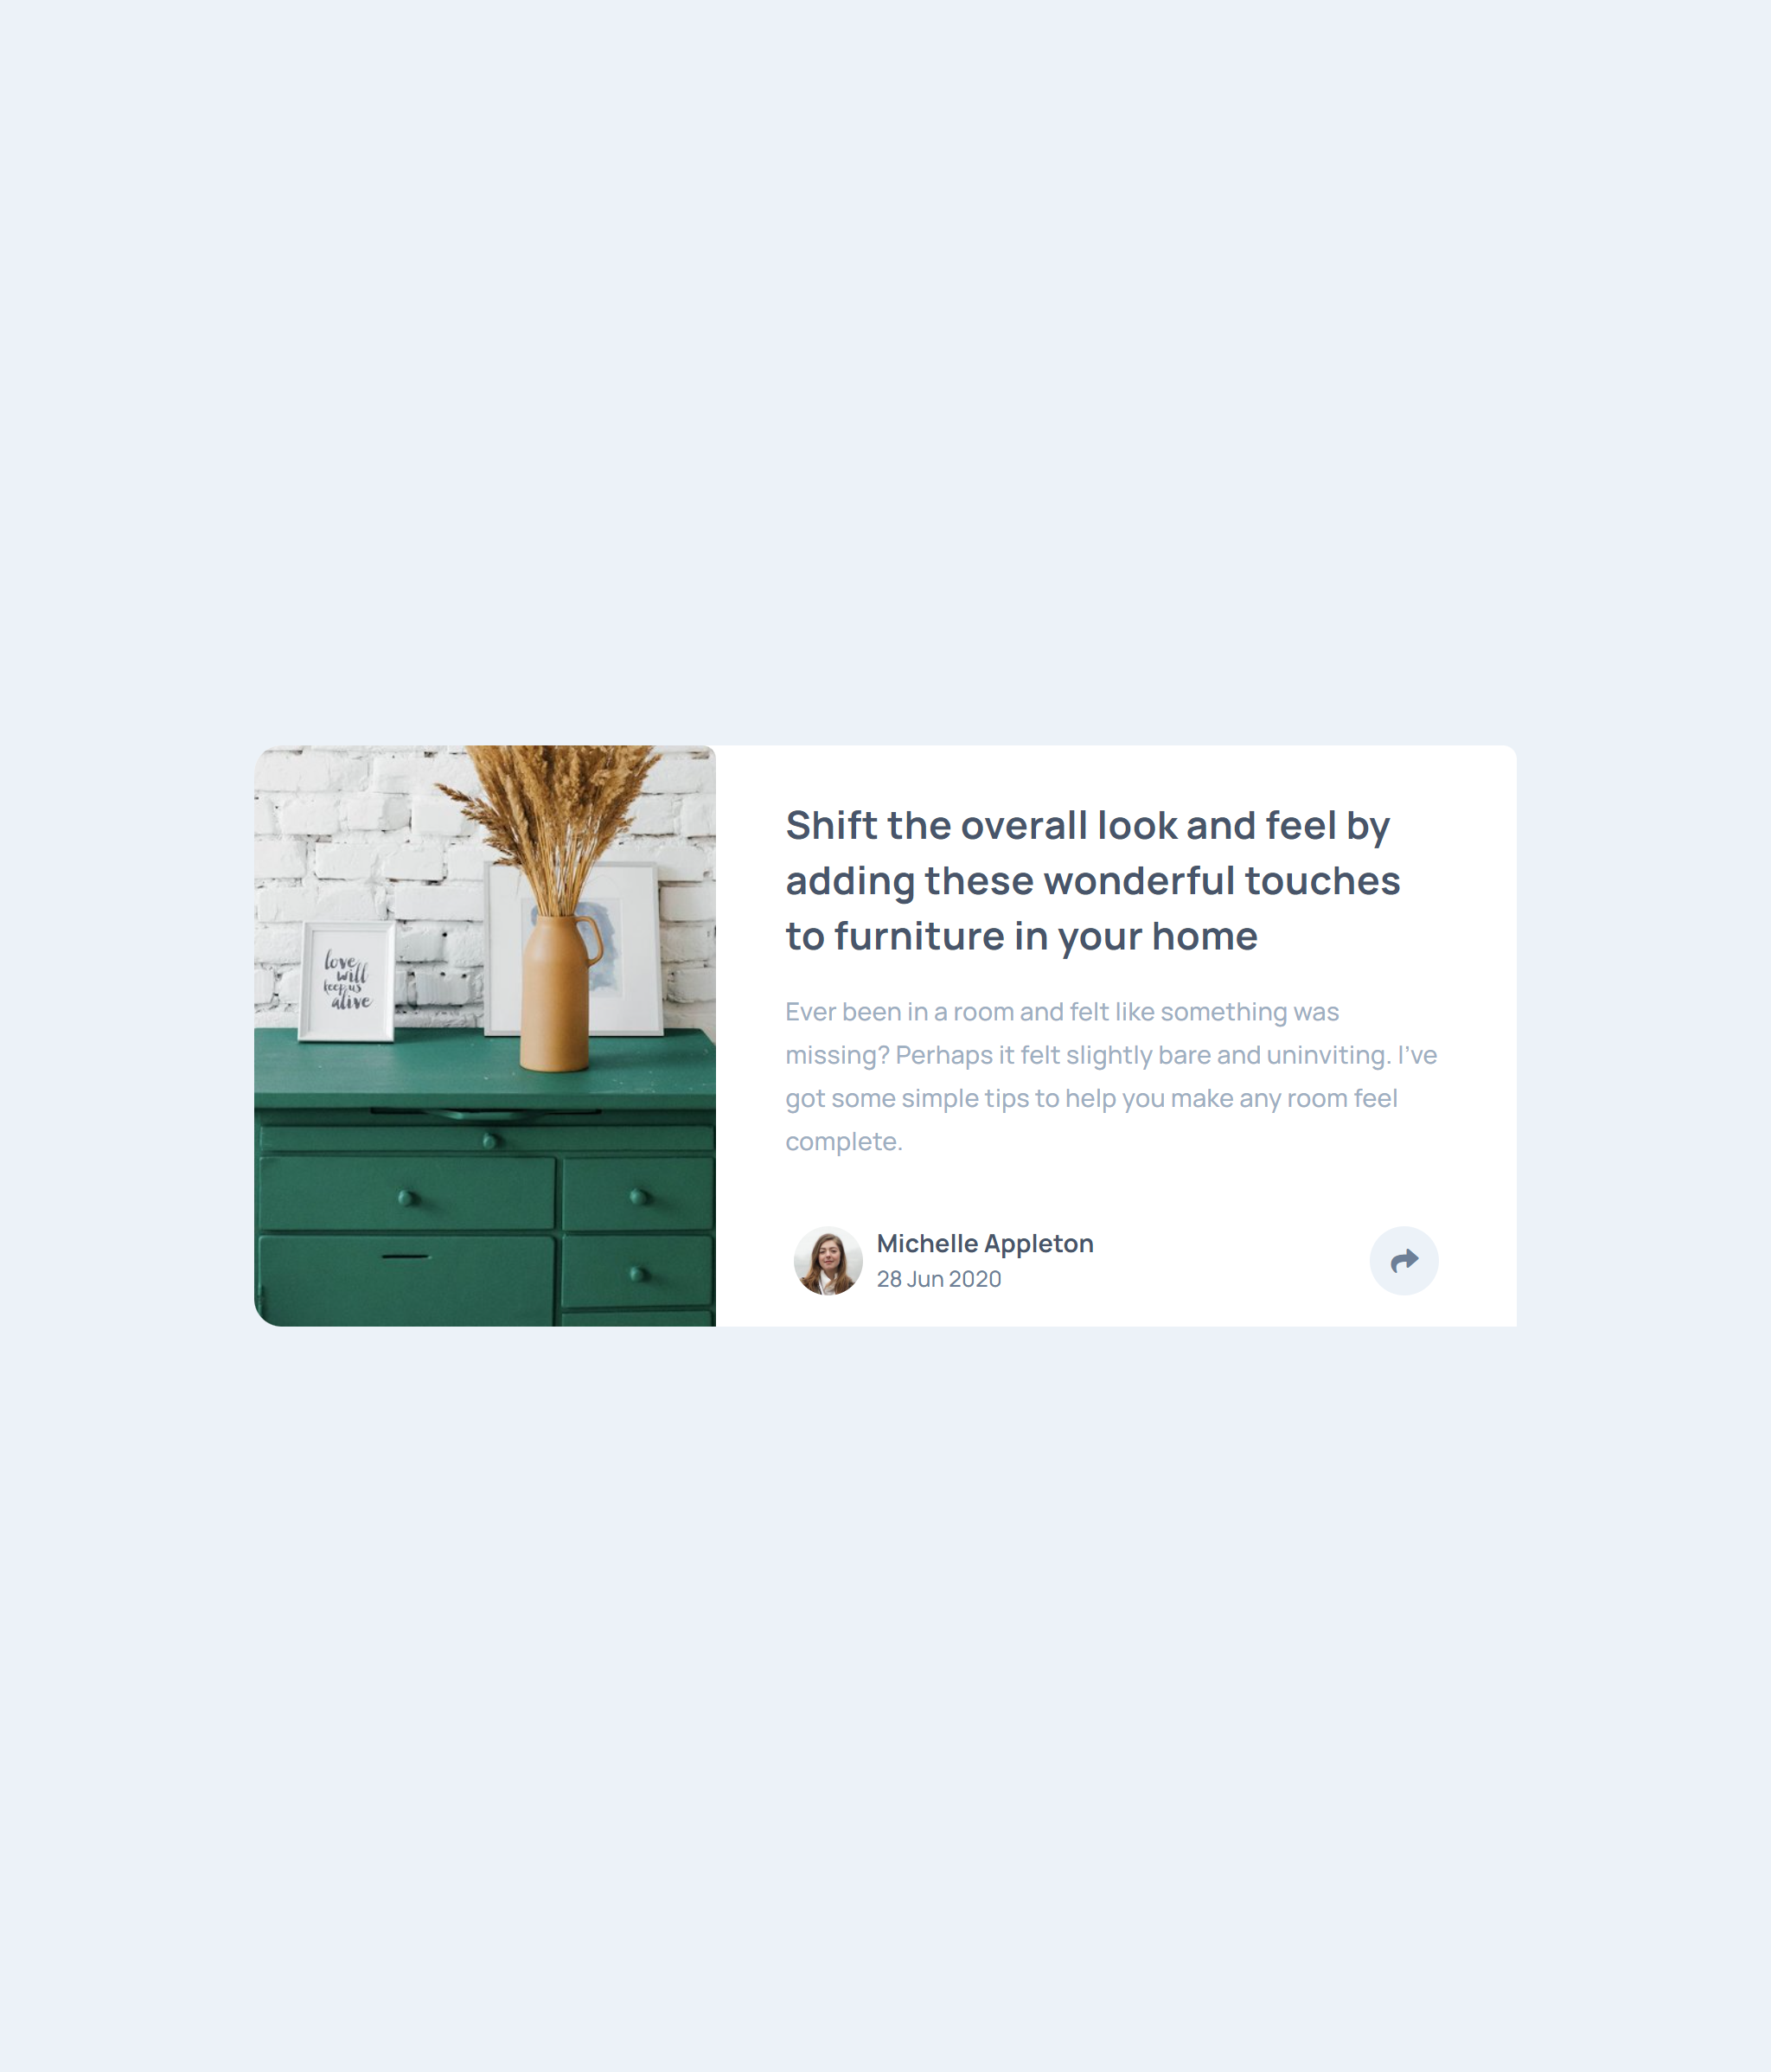 love
will
keep us
alive
Shift the overall look and feel by
adding these wonderful touches
to furniture in your home
Ever been in a room and felt like something was
missing? Perhaps it felt slightly bare and uninviting. I’ve
got some simple tips to help you make any room feel
complete.
Michelle Appleton
28 Jun 2020